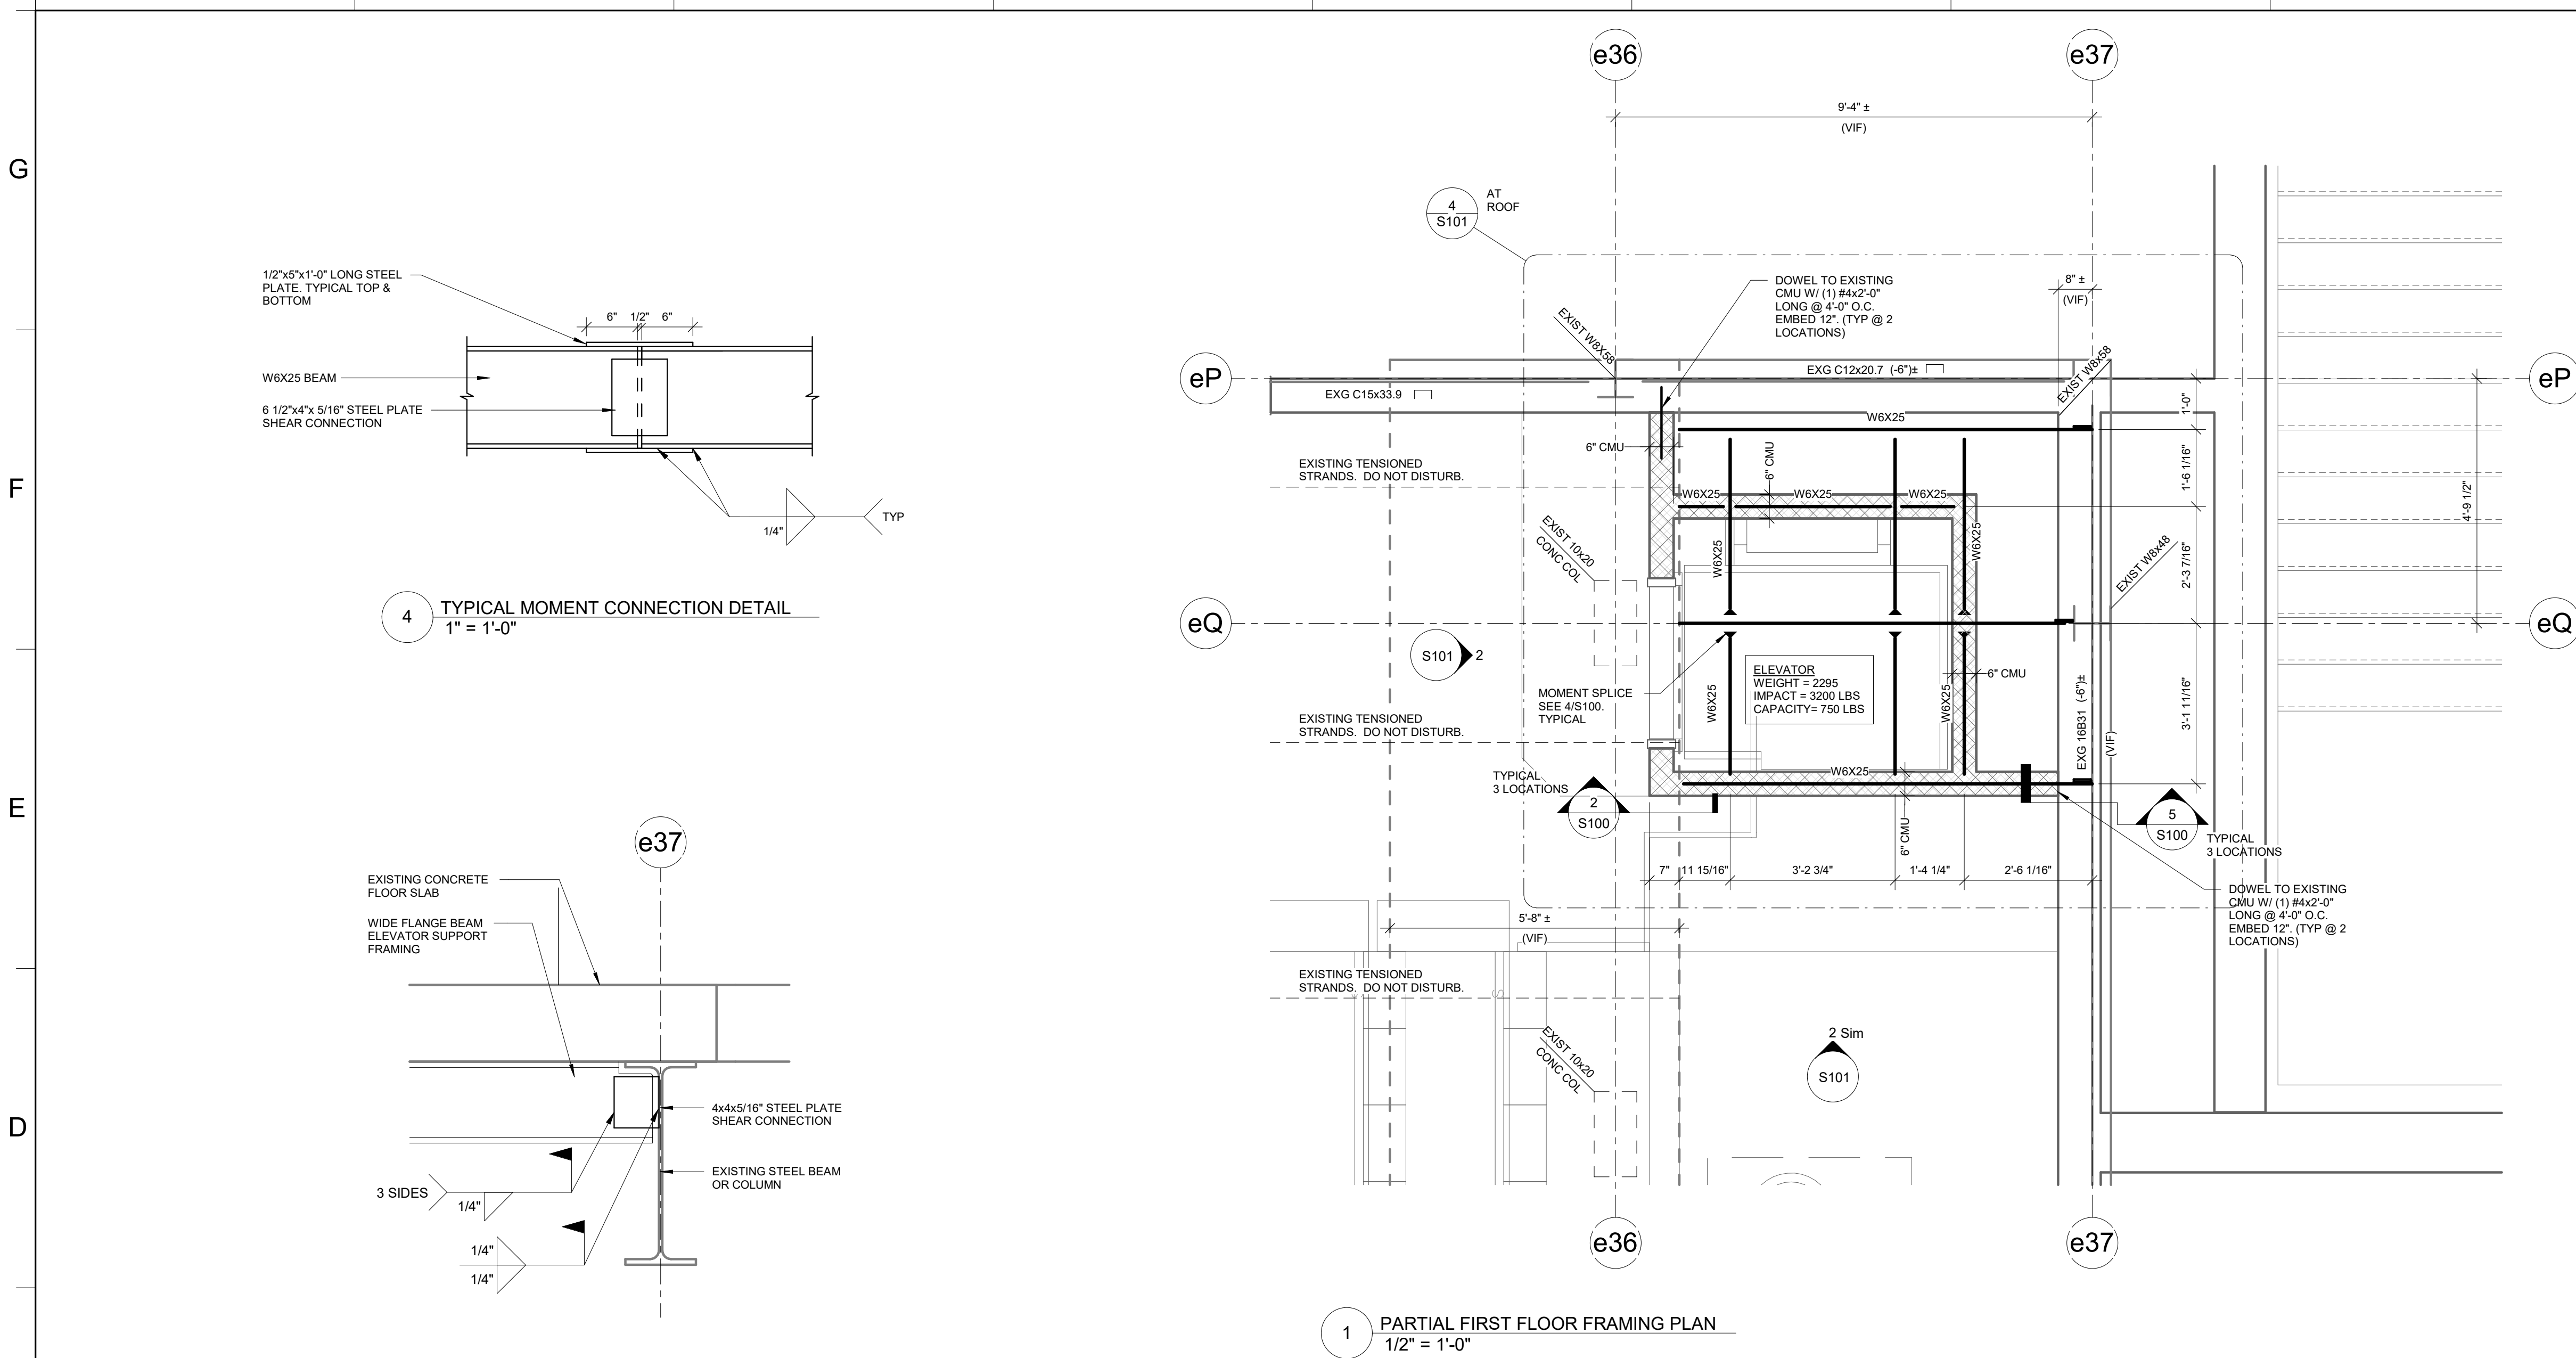 G
F
E
D
1/2"x5"x1'-0" LONG STEEL
PLATE. TYPICAL TOP &
BOTTOM
6" 1/2" 6"
W6X25 BEAM
6 1/2"x4"x 5/16" STEEL PLATE
SHEAR CONNECTION
1/4"
TYP
4
TYPICAL MOMENT CONNECTION DETAIL
1" = 1'-0"
e37
EXISTING CONCRETE
FLOOR SLAB
WIDE FLANGE BEAM
ELEVATOR SUPPORT
FRAMING
4x4x5/16" STEEL PLATE
SHEAR CONNECTION
EXISTING STEEL BEAM
OR COLUMN
3 SIDES
1/4"
1/4"
1/4"
e36
e37
9'-4" ±
(VIF)
4
S101
AT
ROOF
DOWEL TO EXISTING
CMU W/ (1) #4x2'-0"
LONG @ 4'-0" O.C.
EMBED 12". (TYP @ 2
LOCATIONS)
8" ±
(VIF)
EXIST W8X58
EXIST W8x58
eP
eP
EXG C15x33.9
EXG C12x20.7 (-6")±
W6X25
1'-0"
6" CMU
6" CMU
EXISTING TENSIONED
STRANDS. DO NOT DISTURB.
W6X25
W6X25
W6X25
1'-6 1/16"
4'-9 1/2"
EXIST 10x20
CONC COL
W6X25
W6X25
2'-3 7/16"
EXIST W8x48
eQ
eQ
S101
2
MOMENT SPLICE
SEE 4/S100.
TYPICAL
ELEVATOR
WEIGHT = 2295
IMPACT = 3200 LBS
CAPACITY= 750 LBS
W6X25
W6X25
6" CMU
EXG 16B31 (-6")±
(VIF)
3'-1 11/16"
EXISTING TENSIONED
STRANDS. DO NOT DISTURB.
TYPICAL
3 LOCATIONS
2
S100
W6X25
6" CMU
5
S100
TYPICAL
3 LOCATIONS
7"
11 15/16"
3'-2 3/4"
1'-4 1/4"
2'-6 1/16"
DOWEL TO EXISTING
CMU W/ (1) #4x2'-0"
LONG @ 4'-0" O.C.
EMBED 12". (TYP @ 2
LOCATIONS)
5'-8" ±
(VIF)
EXISTING TENSIONED
STRANDS. DO NOT DISTURB.
S
EXIST 10x20
CONC COL
2 Sim
S101
e36
e37
1
PARTIAL FIRST FLOOR FRAMING PLAN
1/2" = 1'-0"